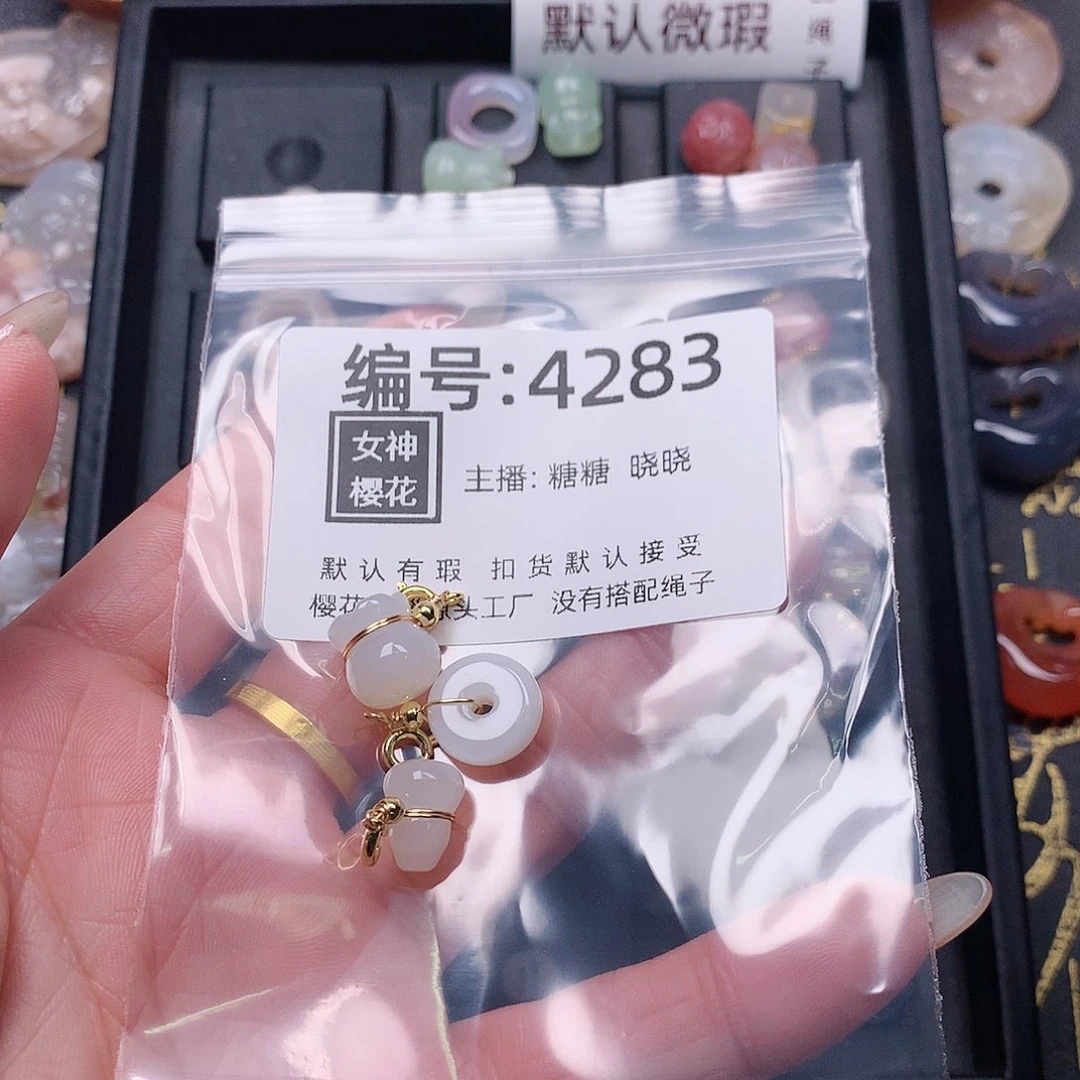 默认微瑕
绳子
编号:4283
女神
樱花
主播: 糖糖 晓晓
默认有瑕 扣货默认接受
樱花 头工厂 没有搭配绳子